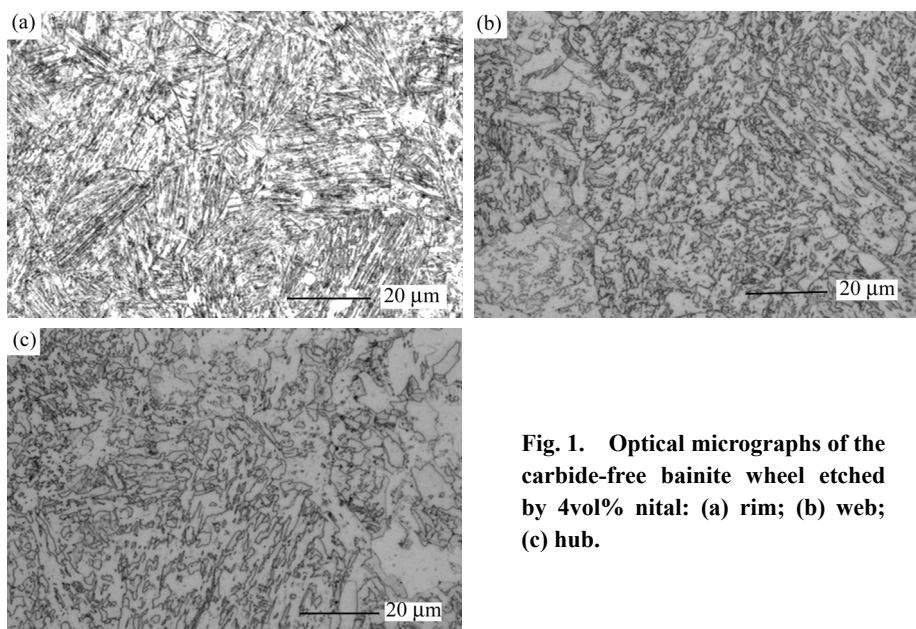 (a)
20 μm
(b)
20 μm
(c)
20 μm
Fig. 1. Optical micrographs of the
carbide-free bainite wheel etched
by 4vol% nital: (a) rim; (b) web;
(c) hub.